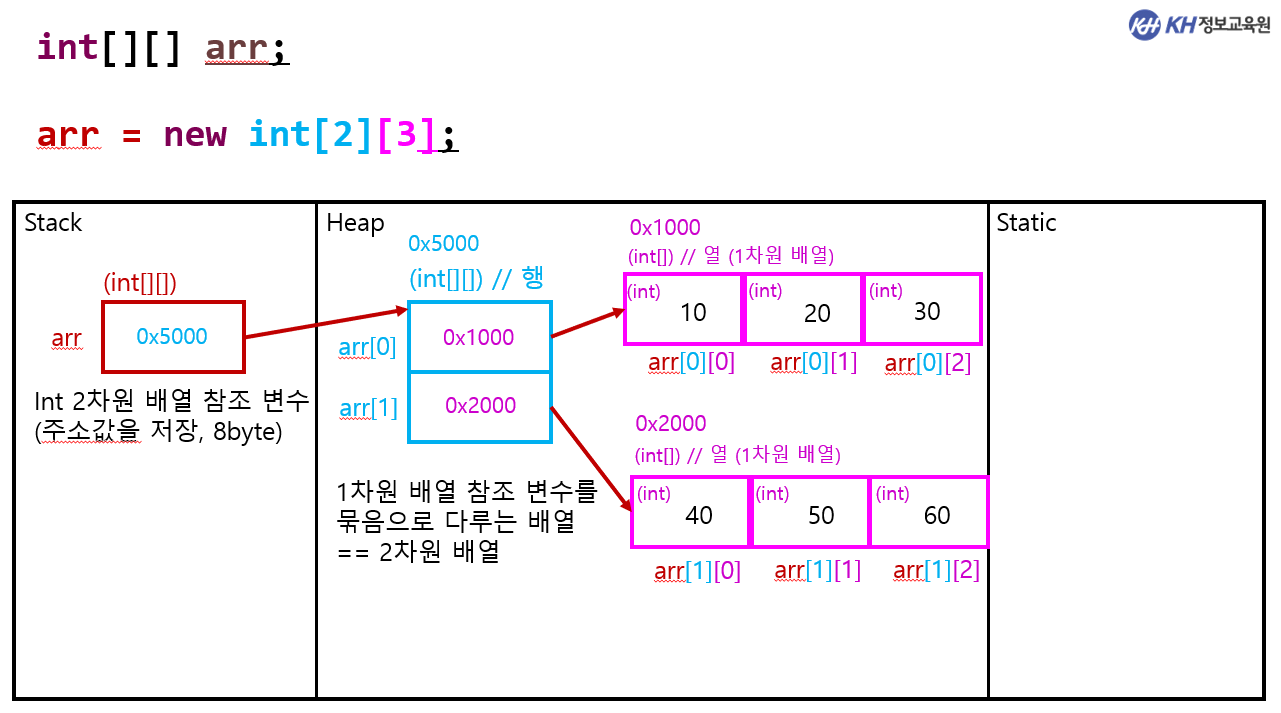 KH KH정보교육원
int[][] arr;
arr = new int[2][3];
Stack
(int[][])
arr
0x5000
Int 2차원 배열 참조 변수
(주소값을 저장, 8byte)
Heap
0x5000
(int[][]) // 행
arr[0]
0x1000
arr[1]
0x2000
1차원 배열 참조 변수를
묶음으로 다루는 배열
== 2차원 배열
0x1000
(int[]) // 열 (1차원 배열)
(int) 10 (int) 20 (int) 30
arr[0][0] arr[0][1] arr[0][2]
0x2000
(int[]) // 열 (1차원 배열)
(int) 40 (int) 50 (int) 60
arr[1][0] arr[1][1] arr[1][2]
Static